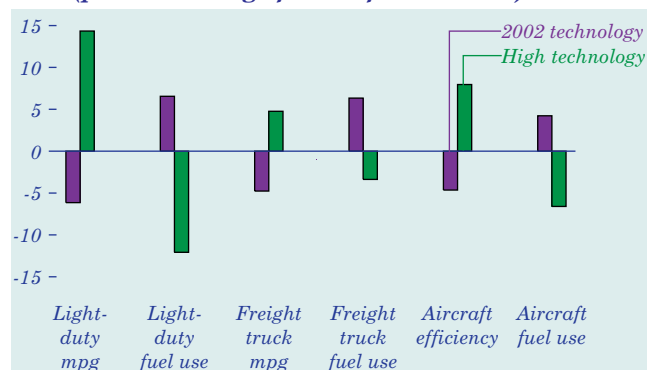 15
2002 technology
10
High technology
5
0
-5
-10
-15
Light-
duty
mpg
Light-
duty
fuel use
Freight
truck
mpg
Freight
truck
fuel use
Aircraft
efficiency
Aircraft
fuel use